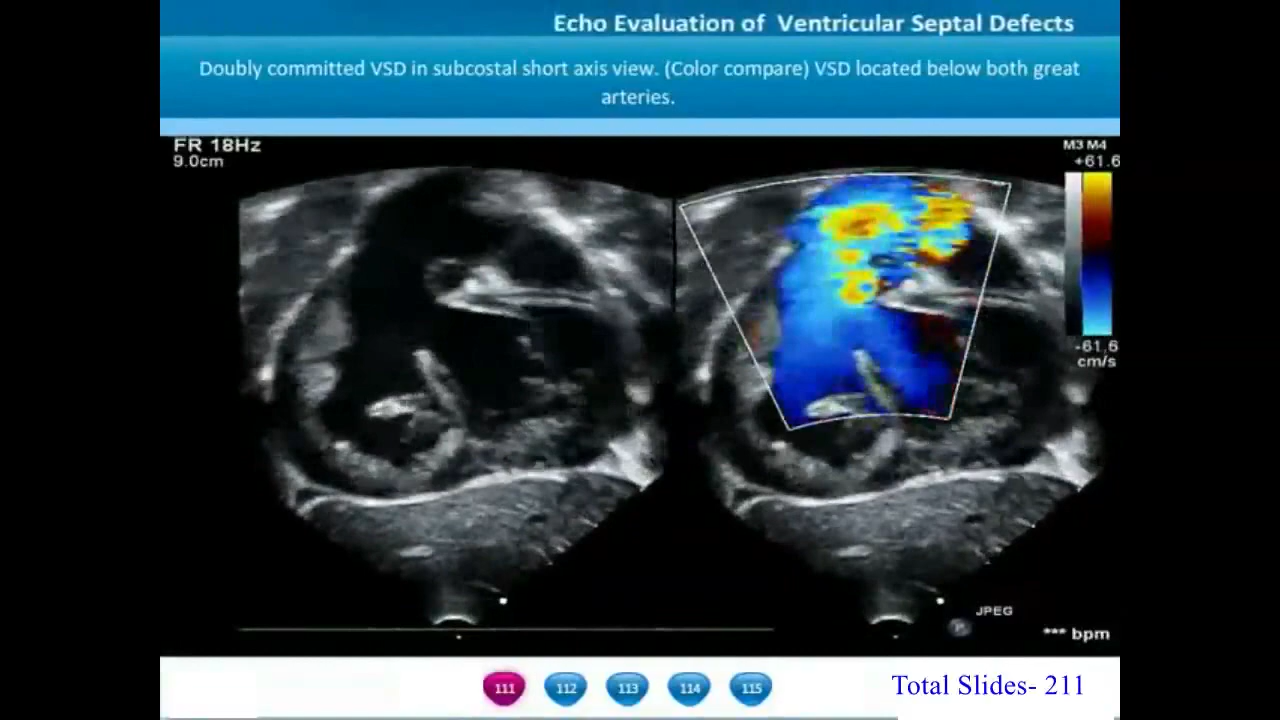 Echo Evaluation of Ventricular Septal Defects
Doubly committed VSD in subcostal short axis view. (Color compare) VSD located below both great
arteries.
FR 18Hz
9.0cm
M3 M4
+61.6
-61.6
cm/s
JPEG
*** bpm
111 112 113 114 115
Total Slides- 211